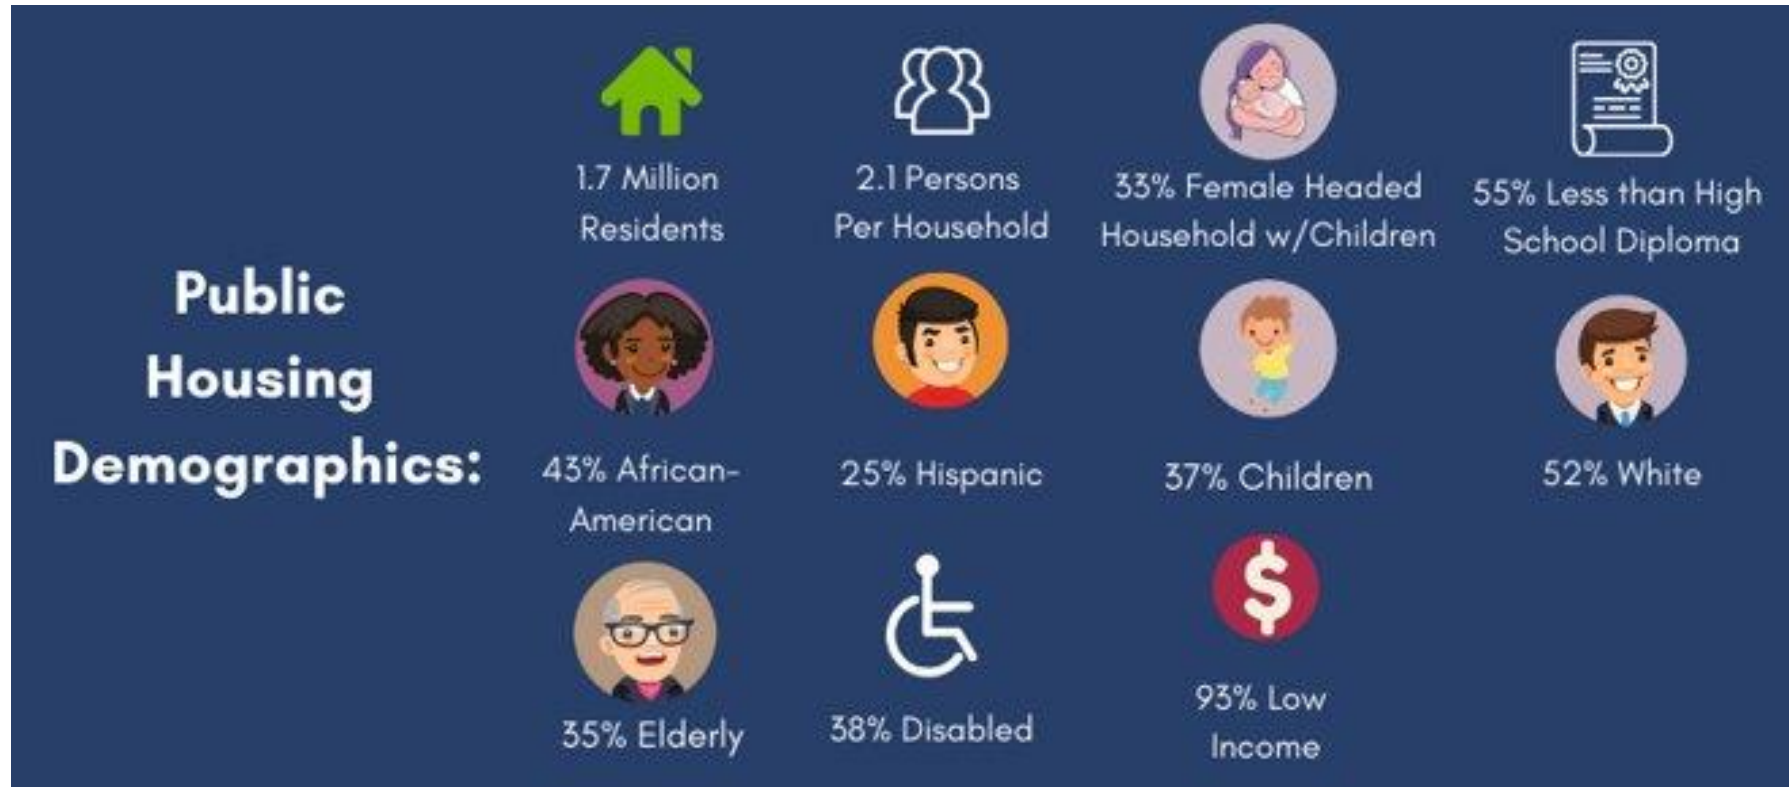 Public
Housing
Demographics:
1.7 Million
Residents
2.1 Persons
Per Household
33% Female Headed
Household w/Children
55% Less than High
School Diploma
43% African-
American
25% Hispanic
37% Children
52% White
35% Elderly
38% Disabled
$
93% Low
Income